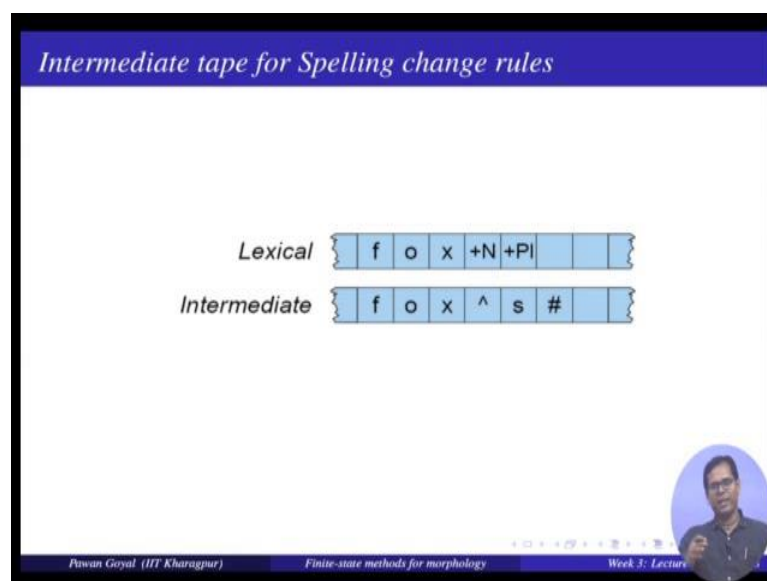 Intermediate tape for Spelling change rules
Lexical f o x +N +Pl
Intermediate f o x ^ s #
Pawan Goyal (IIT Kharagpur) Finite-state methods for morphology Week 3: Lecture